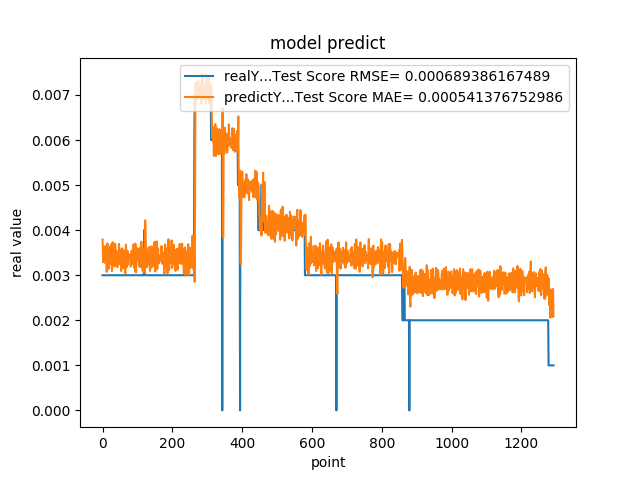 model predict
realY...Test Score RMSE= 0.000689386167489
predictY...Test Score MAE= 0.000541376752986
0.007
0.006
0.005
0.004
0.003
0.002
0.001
0.000
real value
0 200 400 600 800 1000 1200
point